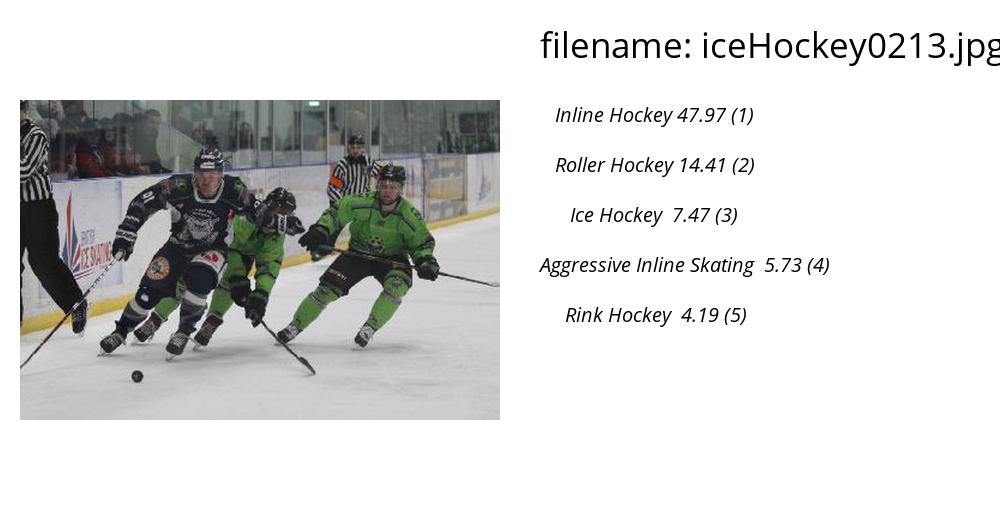 filename: iceHockey0213.jpg
Inline Hockey 47.97 (1)
Roller Hockey 14.41 (2)
Ice Hockey 7.47 (3)
Aggressive Inline Skating 5.73 (4)
Rink Hockey 4.19 (5)
ICE SKATING